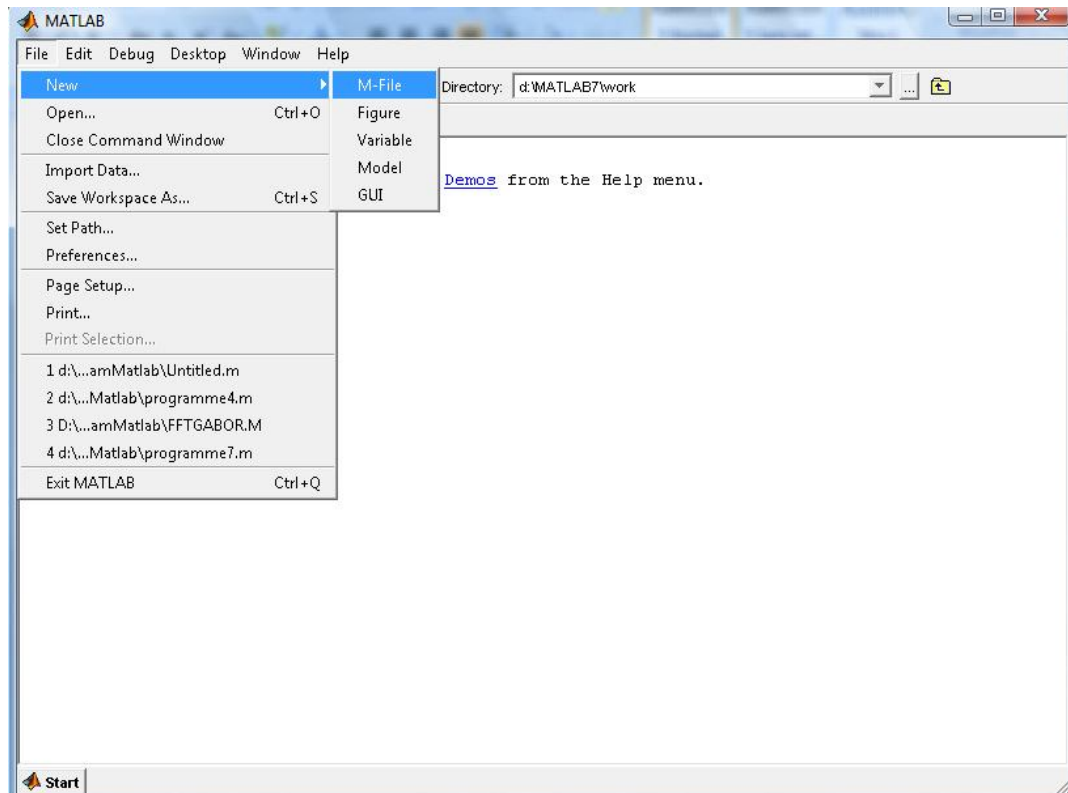 MATLAB
File Edit Debug Desktop Window Help
New
M-File
Directory: d:\MATLAB7\work ...
Open... Ctrl+O
Figure
Close Command Window
Variable
Import Data...
Model
Demos from the Help menu.
Save Workspace As... Ctrl+S
GUI
Set Path...
Preferences...
Page Setup...
Print...
Print Selection...
1 d:\...amMatlab\Untitled.m
2 d:\...Matlab\programme4.m
3 D:\...amMatlab\FFTGABOR.M
4 d:\...Matlab\programme7.m
Exit MATLAB Ctrl+Q
Start